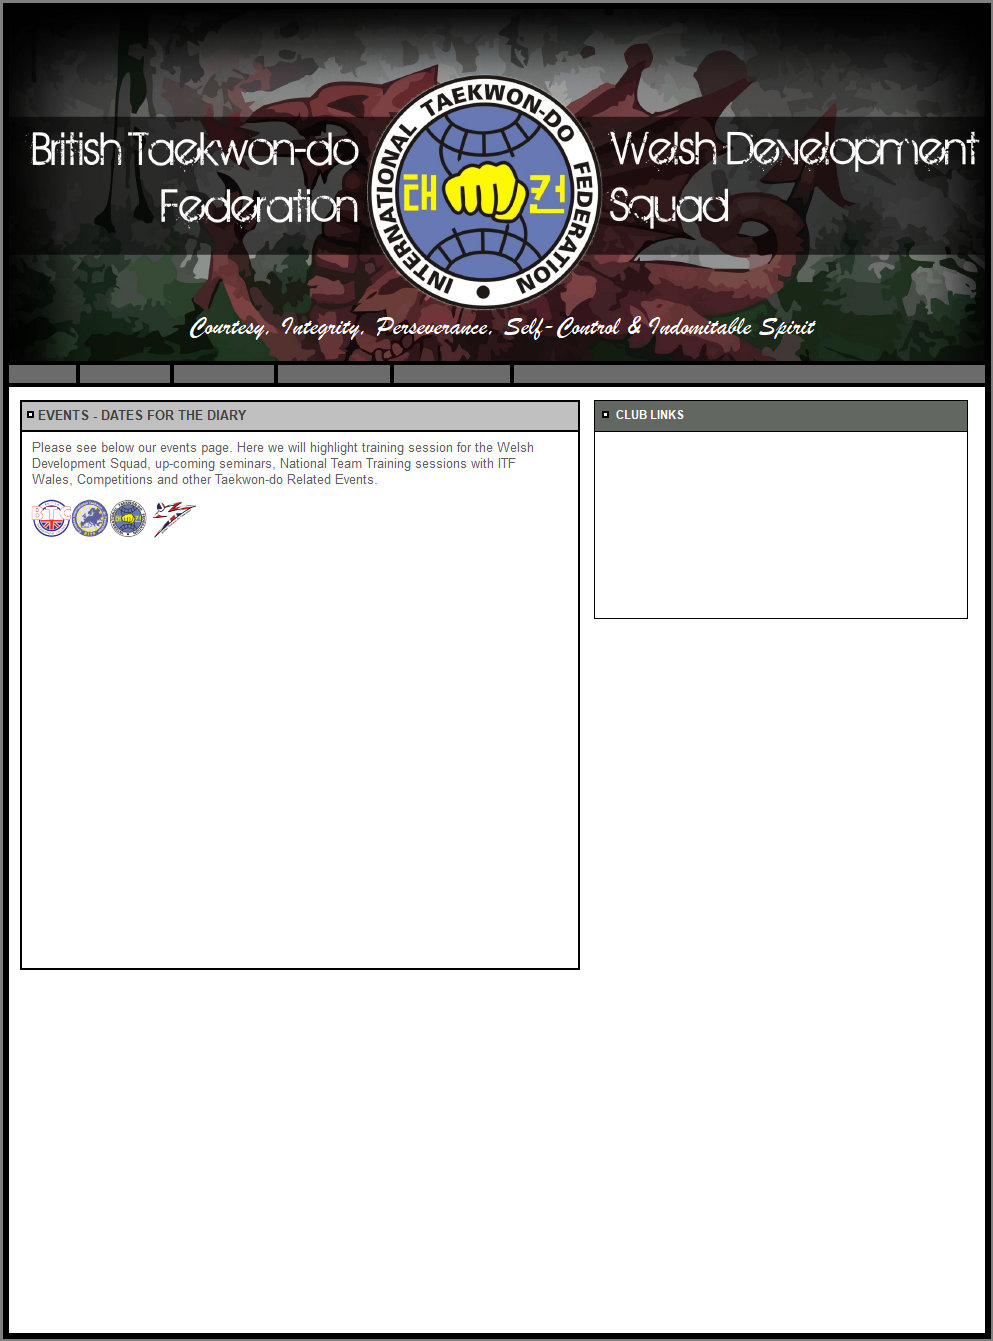 British Taekwon-do
Federation
INTERNATIONAL TAEKWON-DO FEDERATION
태 권
Welsh Development
Squad
Courtesy, Integrity, Perseverance, Self-Control & Indomitable Spirit
EVENTS - DATES FOR THE DIARY
Please see below our events page. Here we will highlight training session for the Welsh
Development Squad, up-coming seminars, National Team Training sessions with ITF
Wales, Competitions and other Taekwon-do Related Events.
BTC
CLUB LINKS